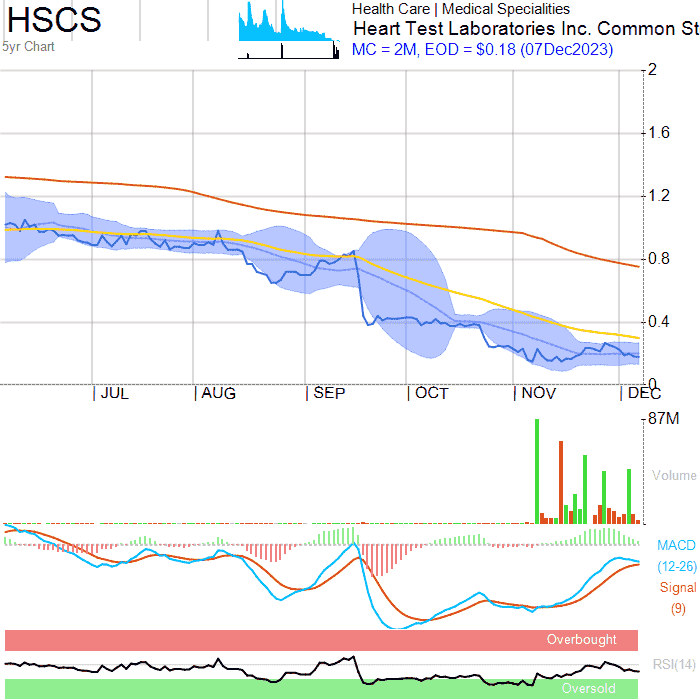 HSCS
5yr Chart
Health Care | Medical Specialities
Heart Test Laboratories Inc. Common St
MC = 2M, EOD = $0.18 (07Dec2023)
2
1.6
1.2
0.8
0.4
0
JUL
AUG
SEP
OCT
NOV
DEC
87M
Volume
MACD
(12-26)
Signal
(9)
Overbought
RSI(14)
Oversold